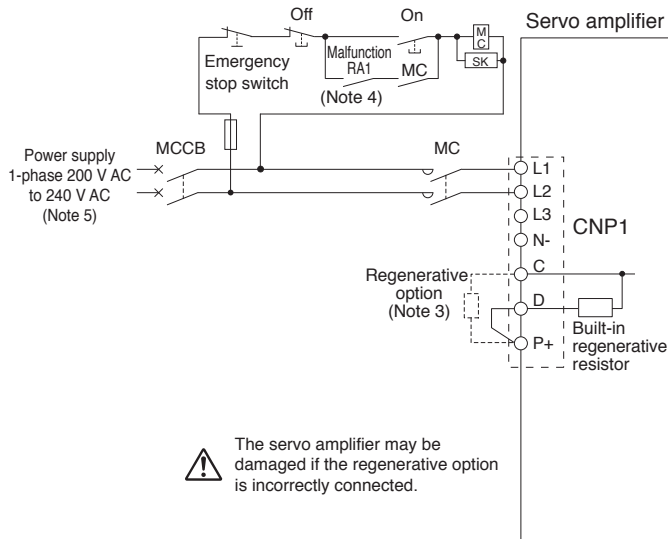 Off
On
Servo amplifier
Emergency
stop switch
Malfunction
RA1
(Note 4)
MC
M
C
SK
Power supply
1-phase 200 V AC
to 240 V AC
(Note 5)
MCCB
MC
L1
L2
L3
N-
CNP1
C
D
P+
Regenerative
option
(Note 3)
Built-in
regenerative
resistor
The servo amplifier may be
damaged if the regenerative option
is incorrectly connected.